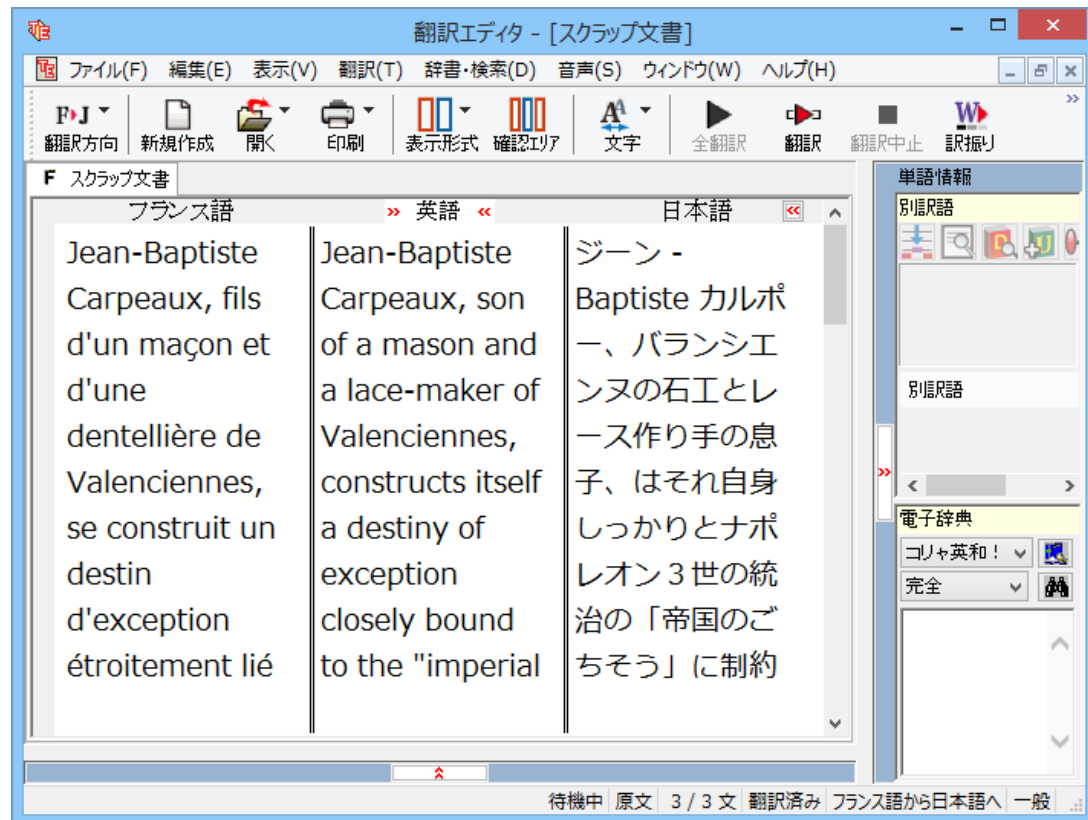 翻訳エディタ - [スクラップ文書]
ファイル(F) 編集(E) 表示(V) 翻訳(T) 辞書・検索(D) 音声(S) ウィンドウ(W) ヘルプ(H)
翻訳方向 新規作成 開く 印刷 表示形式 確認エリア 文字 全翻訳 翻訳 翻訳中止 訳振り
F スクラップ文書
フランス語 » 英語 « 日本語 «
Jean-Baptiste
Carpeaux, fils
d'un maçon et
d'une
dentellière de
Valenciennes,
se construit un
destin
d'exception
étroitement lié
Jean-Baptiste
Carpeaux, son
of a mason and
a lace-maker of
Valenciennes,
constructs itself
a destiny of
exception
closely bound
to the "imperial
ジーン -
Baptiste カルポ
ー、バランシエ
ンヌの石工とレ
ース作り手の息
子、はそれ自身
しっかりとナポ
レオン３世の統
治の「帝国のご
ちそう」に制約
単語情報
別訳語
別訳語
電子辞典
コリャ英和！
完全
待機中 原文 3 / 3 文 翻訳済み フランス語から日本語へ 一般